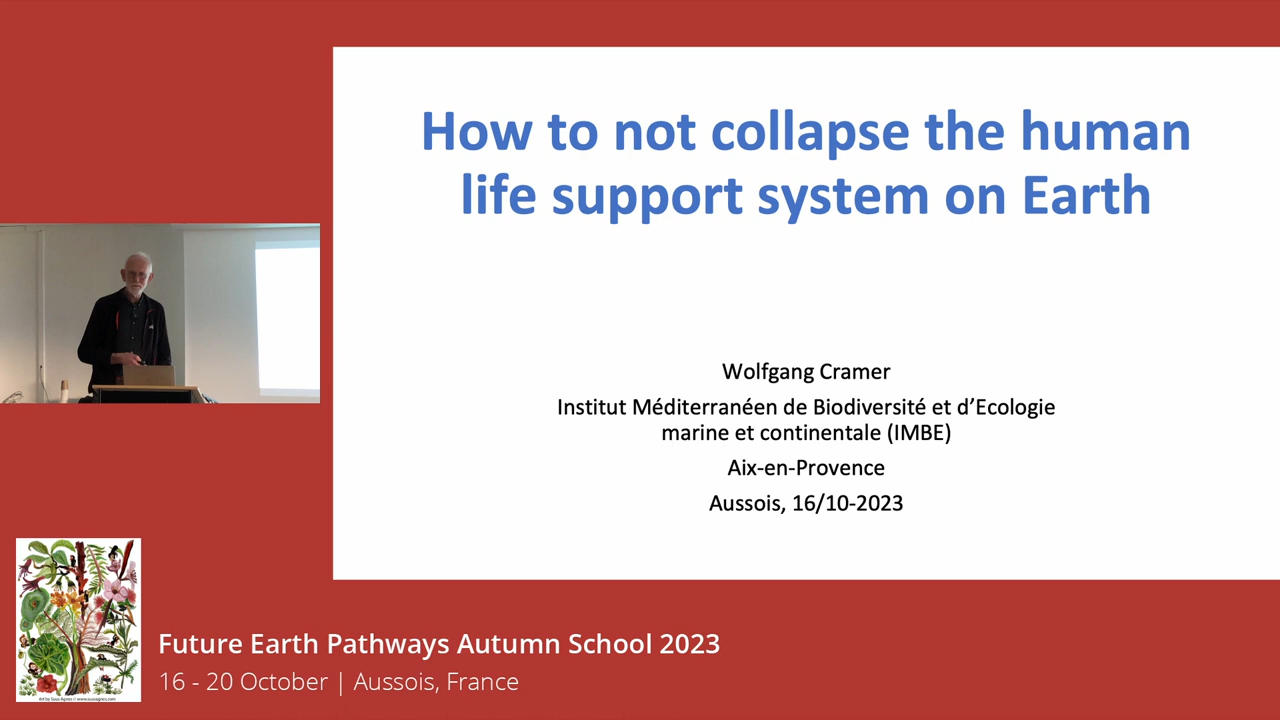 How to not collapse the human
life support system on Earth
Wolfgang Cramer
Institut Méditerranéen de Biodiversité et d’Ecologie
marine et continentale (IMBE)
Aix-en-Provence
Aussois, 16/10-2023
Future Earth Pathways Autumn School 2023
16 - 20 October | Aussois, France